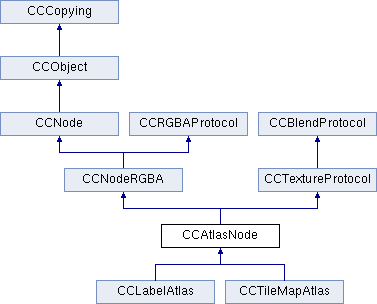 CCCopying
CCObject
CCNode
CCRGBAProtocol
CCBlendProtocol
CCNodeRGBA
CCTextureProtocol
CCAtlasNode
CCLabelAtlas
CCTileMapAtlas